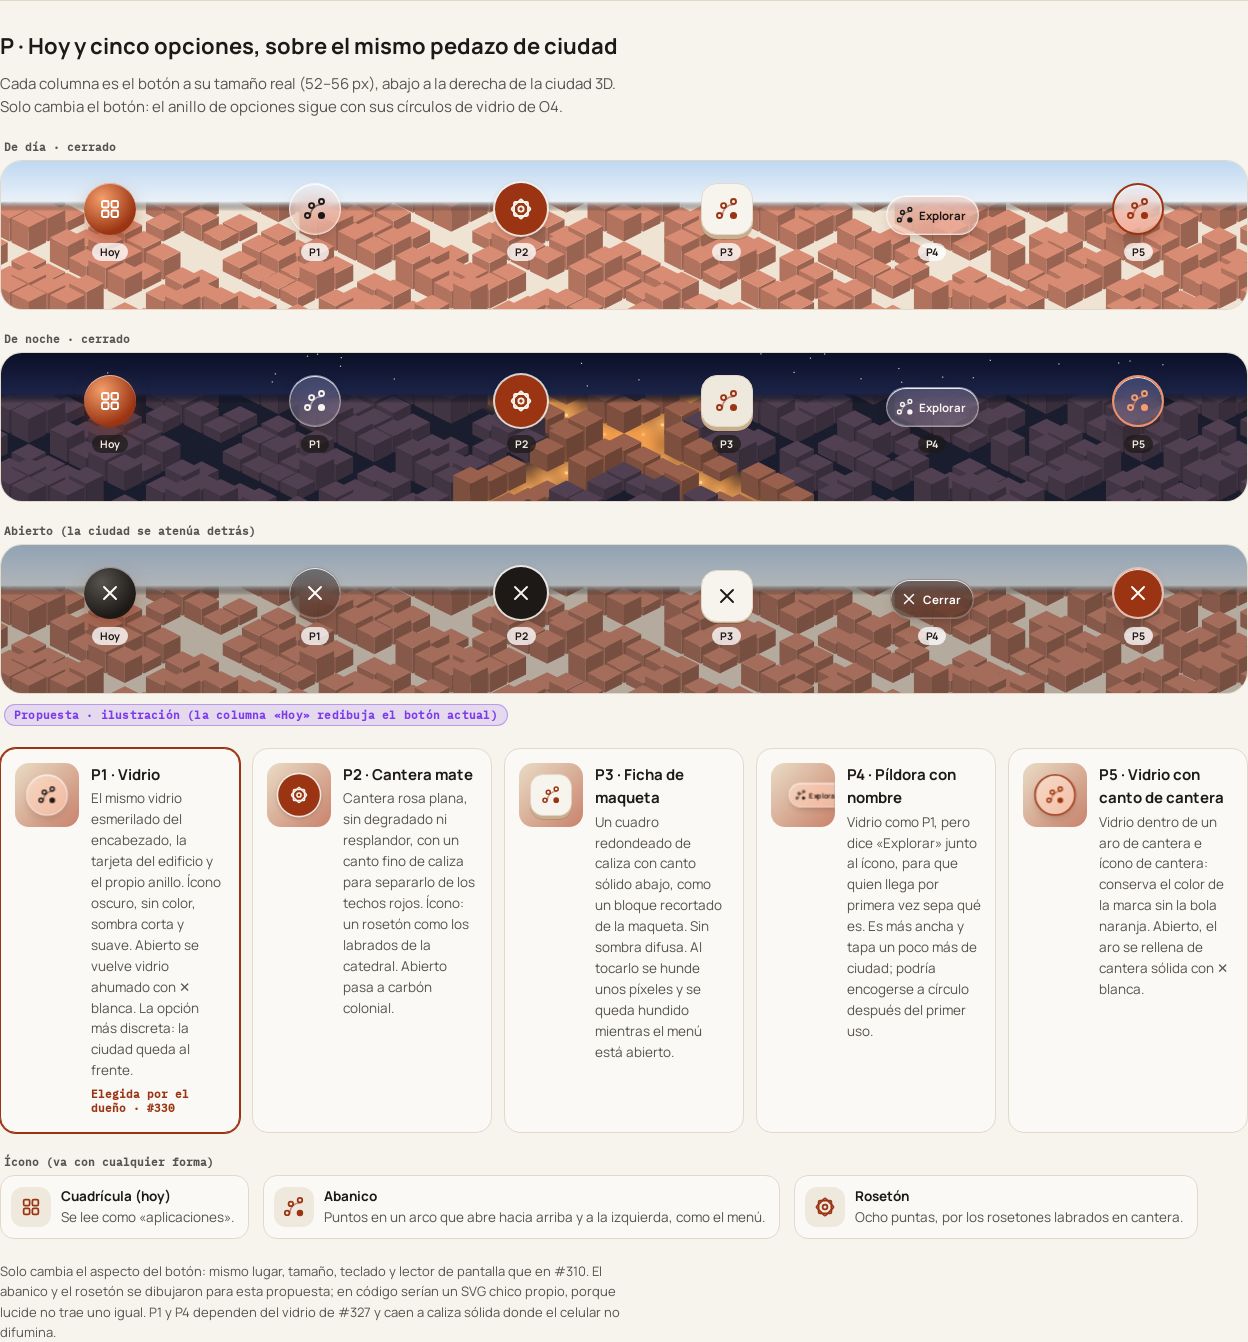 P · Hoy y cinco opciones, sobre el mismo pedazo de ciudad
Cada columna es el botón a su tamaño real (52–56 px), abajo a la derecha de la ciudad 3D.
Solo cambia el botón: el anillo de opciones sigue con sus círculos de vidrio de O4.
De día · cerrado
Explorar
Hoy P1 P2 P3 P4 P5
De noche · cerrado
Explorar
Hoy P1 P2 P3 P4 P5
Abierto (la ciudad se atenúa detrás)
Cerrar
Hoy P1 P2 P3 P4 P5
Propuesta · ilustración (la columna «Hoy» redibuja el botón actual)
P1 · Vidrio
El mismo vidrio
esmerilado del
encabezado, la
tarjeta del edificio y
el propio anillo. Ícono
oscuro, sin color,
sombra corta y
suave. Abierto se
vuelve vidrio
ahumado con ✕
blanca. La opción
más discreta: la
ciudad queda al
frente.
Elegida por el
dueño · #330
P2 · Cantera mate
Cantera rosa plana,
sin degradado ni
resplandor, con un
canto fino de caliza
para separarlo de los
techos rojos. Ícono:
un rosetón como los
labrados de la
catedral. Abierto
pasa a carbón
colonial.
P3 · Ficha de
maqueta
Un cuadro
redondeado de
caliza con canto
sólido abajo, como
un bloque recortado
de la maqueta. Sin
sombra difusa. Al
tocarlo se hunde
unos píxeles y se
queda hundido
mientras el menú
está abierto.
Explora
P4 · Píldora con
nombre
Vidrio como P1, pero
dice «Explorar» junto
al ícono, para que
quien llega por
primera vez sepa qué
es. Es más ancha y
tapa un poco más de
ciudad; podría
encogerse a círculo
después del primer
uso.
P5 · Vidrio con
canto de cantera
Vidrio dentro de un
aro de cantera e
ícono de cantera:
conserva el color de
la marca sin la bola
naranja. Abierto, el
aro se rellena de
cantera sólida con ✕
blanca.
Ícono (va con cualquier forma)
Cuadrícula (hoy)
Se lee como «aplicaciones».
Abanico
Puntos en un arco que abre hacia arriba y a la izquierda, como el menú.
Rosetón
Ocho puntas, por los rosetones labrados en cantera.
Solo cambia el aspecto del botón: mismo lugar, tamaño, teclado y lector de pantalla que en #310. El
abanico y el rosetón se dibujaron para esta propuesta; en código serían un SVG chico propio, porque
lucide no trae uno igual. P1 y P4 dependen del vidrio de #327 y caen a caliza sólida donde el celular no
difumina.